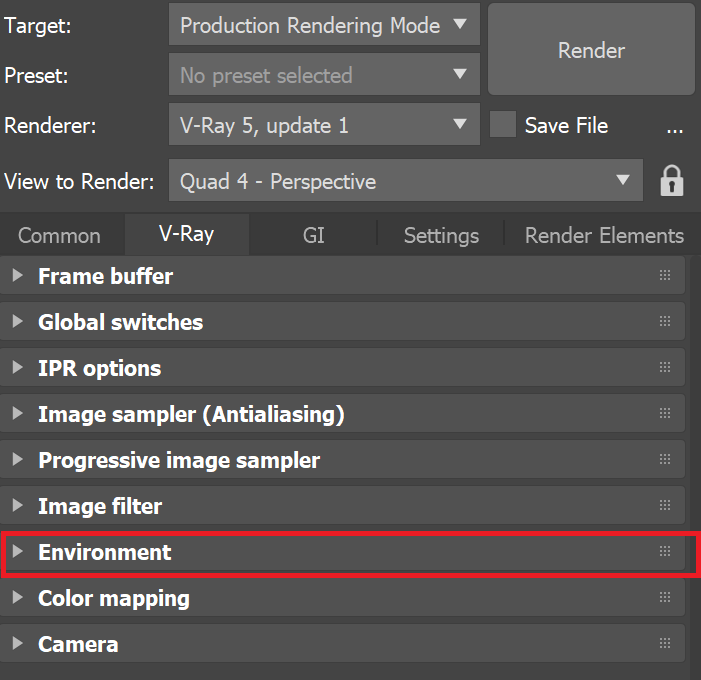 Target: Production Rendering Mode
Render
Preset: No preset selected
Renderer: V-Ray 5, update 1 Save File ...
View to Render: Quad 4 - Perspective
Common V-Ray GI Settings Render Elements
Frame buffer
Global switches
IPR options
Image sampler (Antialiasing)
Progressive image sampler
Image filter
Environment
Color mapping
Camera